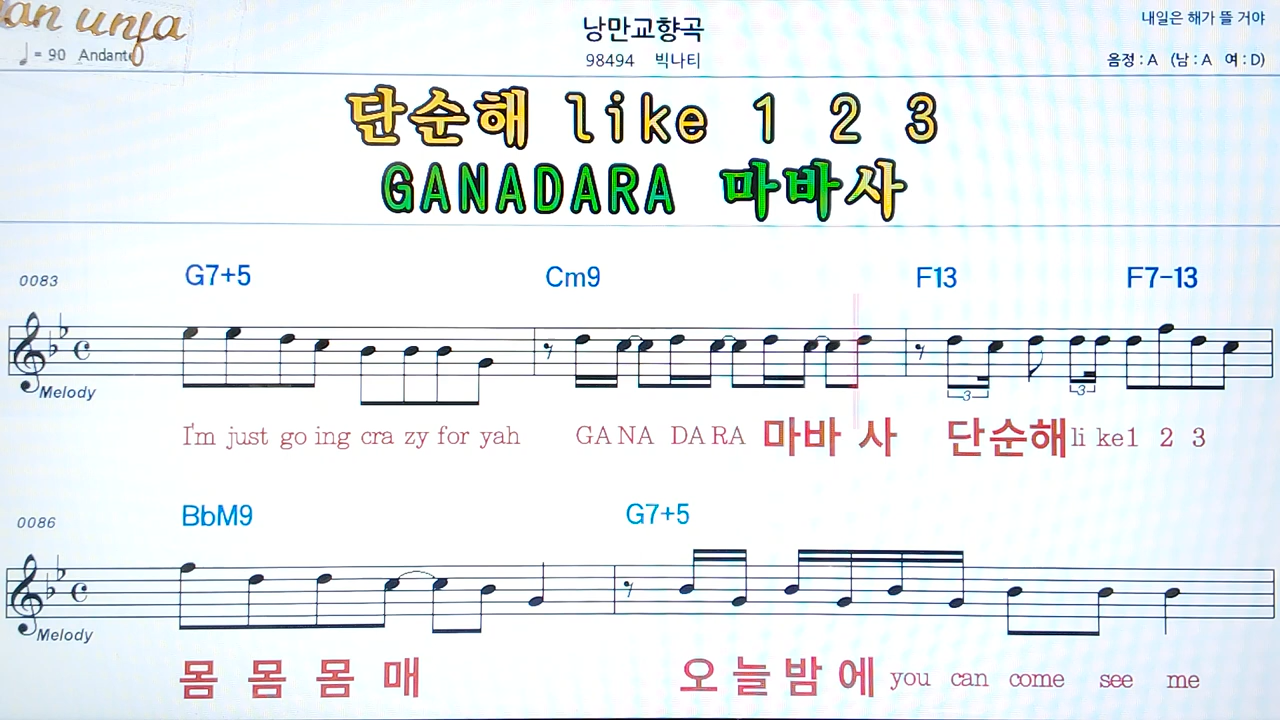 낭만교향곡
내일은 해가 뜰 거야
♩= 90 Andante
98494 빅나티
음정 : A (남 : A 여 : D)
단순해 like 1 2 3
GANADARA 마바사
0083
G7+5 Cm9 F13 F7-13
3 3
Melody
I'm just go ing cra zy for yah GA NA DA RA 마바 사 단순해 li ke1 2 3
0086
BbM9 G7+5
Melody
몸 몸 몸 매 오 늘 밤 에 you can come see me